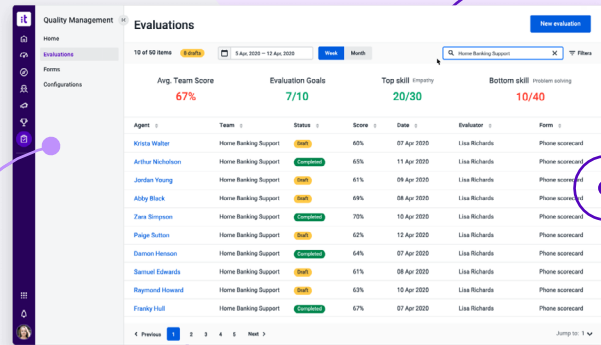 it
Quality Management
Home
Evaluations
Forms
Configurations
Evaluations
New evaluation
10 of 50 items
9 drafts
5 Apr, 2020 – 12 Apr, 2020
Week
Month
Home Banking Support
Filters
Avg. Team Score
67%
Evaluation Goals
7/10
Top skill Empamy
20/30
Bottom skill Problem solving
10/40
Agent Team Status Score Date Evaluator Form
Krista Walter Home Banking Support Draft 60% 07 Apr 2020 Lisa Richards Phone scorecard
Arthur Nicholson Home Banking Support Completed 65% 11 Apr 2020 Lisa Richards Phone scorecard
Jordan Young Home Banking Support Draft 61% 09 Apr 2020 Lisa Richards Phone scorecard
Abby Black Home Banking Support Draft 69% 08 Apr 2020 Lisa Richards Phone scorecard
Zara Simpson Home Banking Support Completed 70% 10 Apr 2020 Lisa Richards Phone scorecard
Paige Sutton Home Banking Support Draft 62% 12 Apr 2020 Lisa Richards Phone scorecard
Damon Henson Home Banking Support Completed 64% 07 Apr 2020 Lisa Richards Phone scorecard
Samuel Edwards Home Banking Support Draft 61% 08 Apr 2020 Lisa Richards Phone scorecard
Raymond Howard Home Banking Support Draft 63% 10 Apr 2020 Lisa Richards Phone scorecard
Franky Hull Home Banking Support Completed 67% 07 Apr 2020 Lisa Richards Phone scorecard
Previous 1 2 3 4 5 Next
Jump to: 1